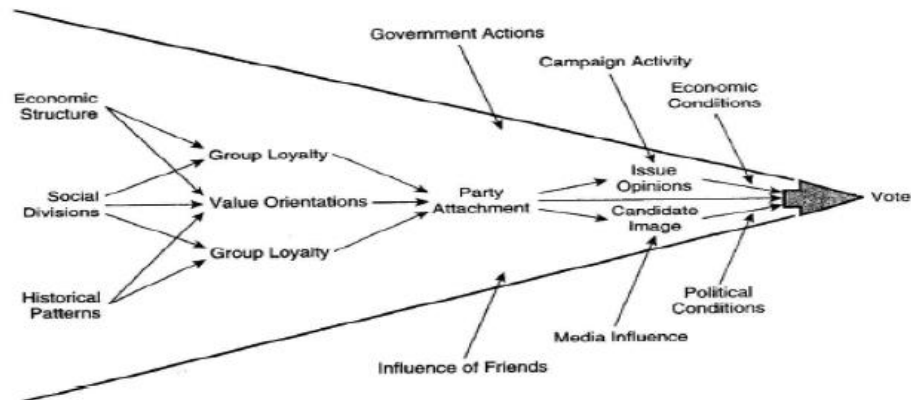 Government Actions
Campaign Activity
Economic
Conditions
Economic
Structure
Group Loyalty
Issue
Opinions
Social
Divisions
Value Orientations
Party
Attachment
Vote
Candidato
Image
Group Loyalty
Historical
Patterns
Political
Conditions
Media Influence
Influence of Friends